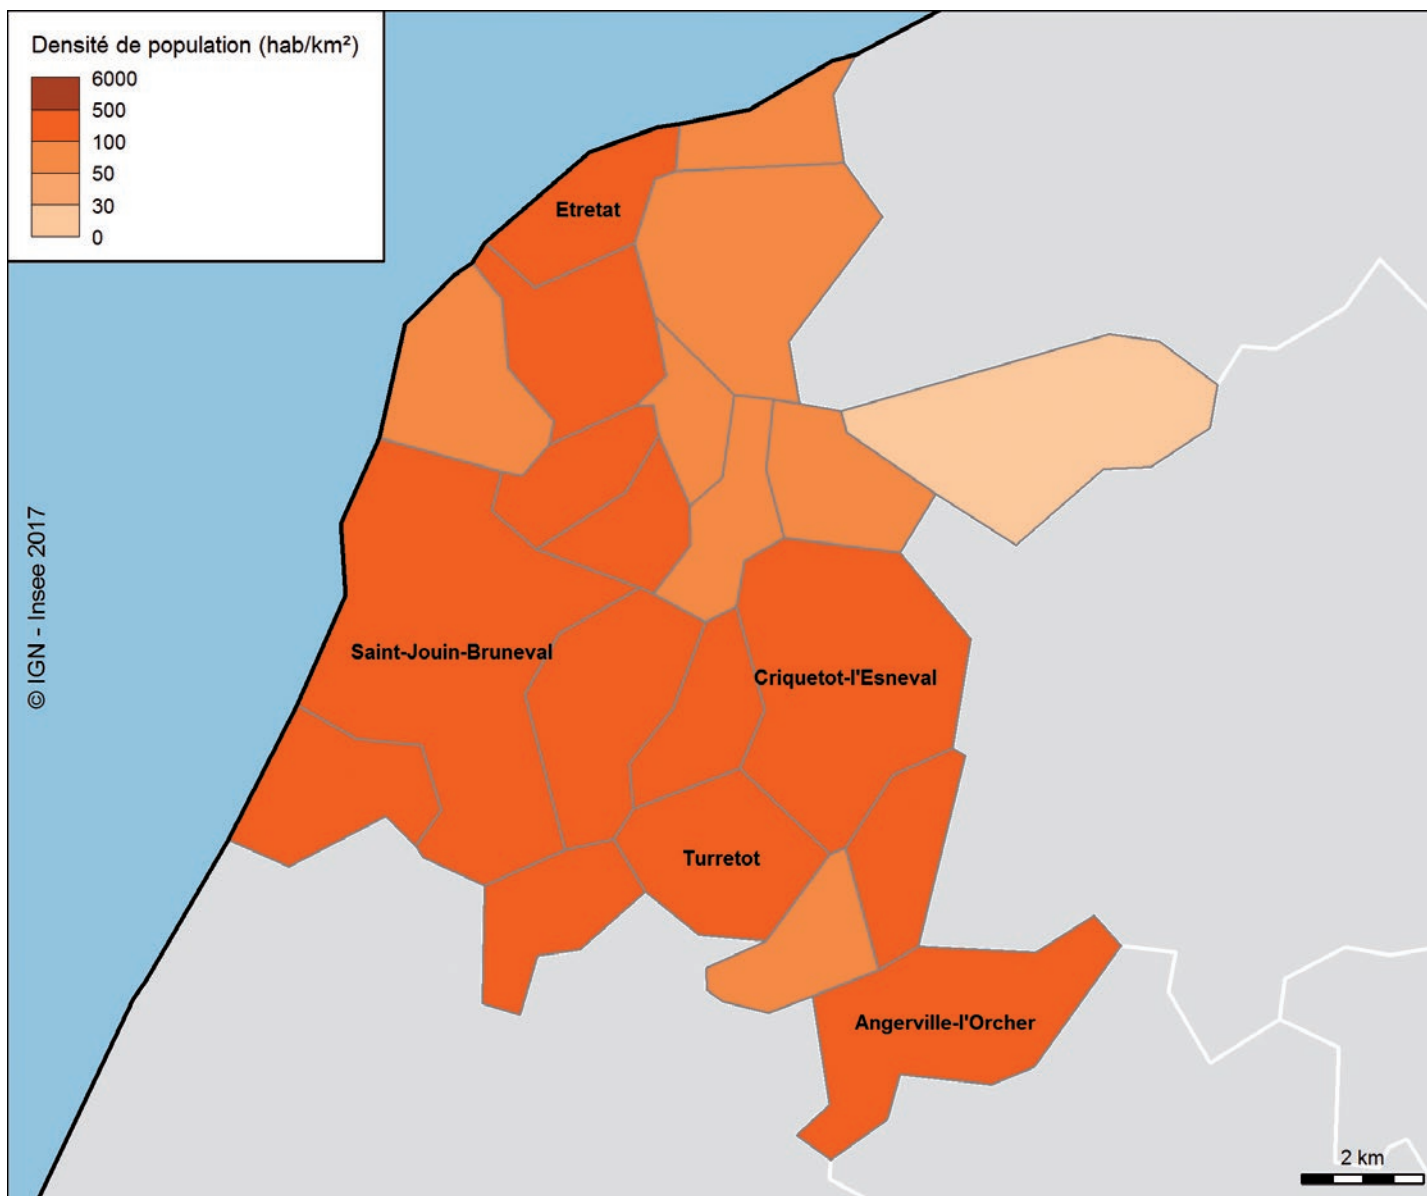 Densité de population (hab/km²)
6000
500
100
50
30
0
Etretat
© IGN - Insee 2017
Saint-Jouin-Bruneval
Criquetot-l'Esneval
Turretot
Angerville-l'Orcher
2 km